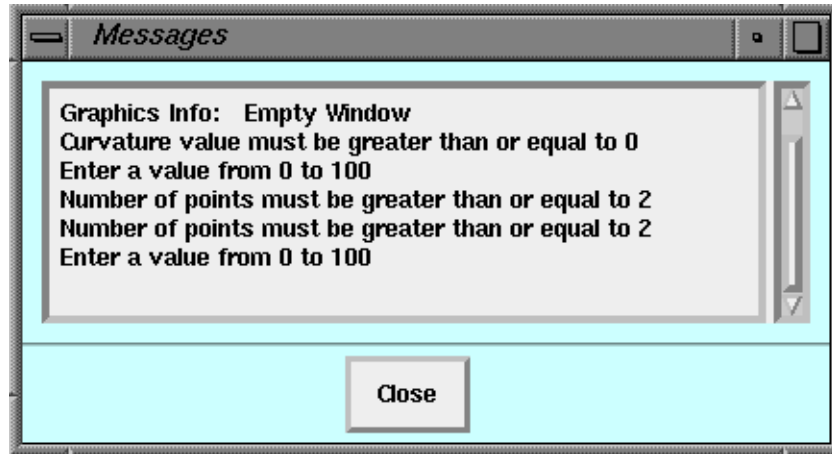 Messages
Graphics Info:   Empty Window
Curvature value must be greater than or equal to 0
Enter a value from 0 to 100
Number of points must be greater than or equal to 2
Number of points must be greater than or equal to 2
Enter a value from 0 to 100
Close